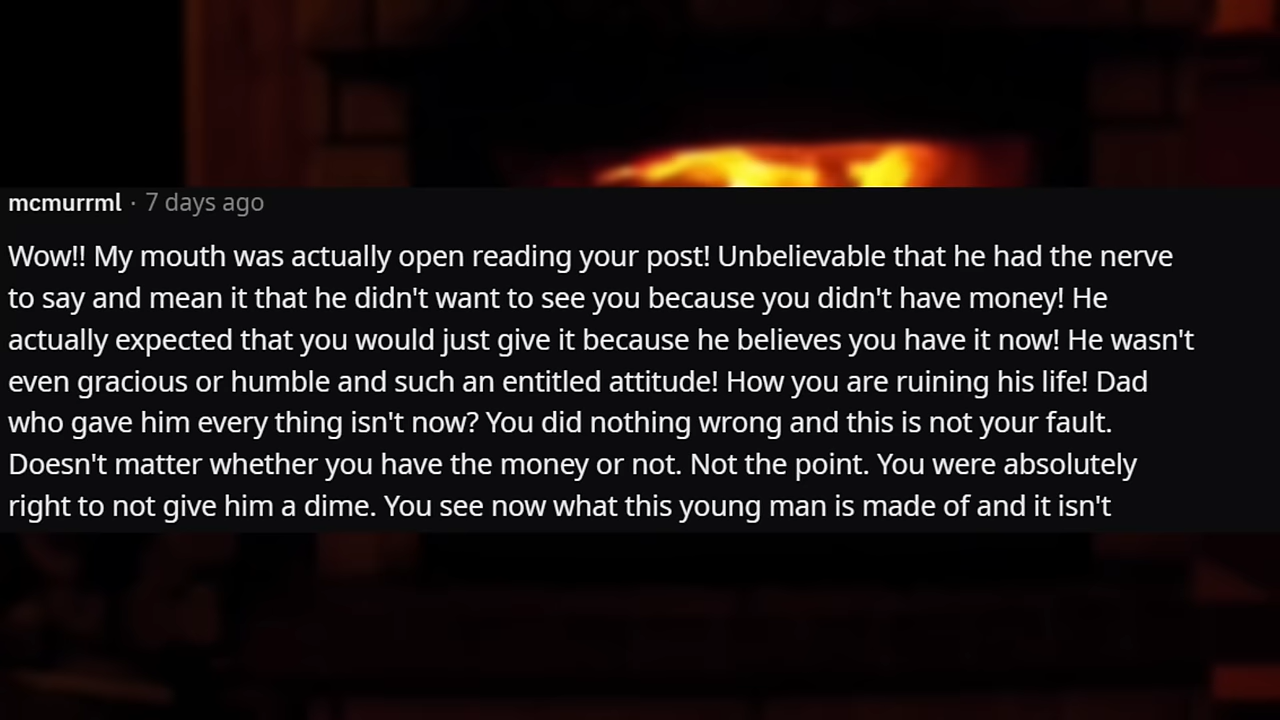 mcmurrml · 7 days ago
Wow!! My mouth was actually open reading your post! Unbelievable that he had the nerve
to say and mean it that he didn't want to see you because you didn't have money! He
actually expected that you would just give it because he believes you have it now! He wasn't
even gracious or humble and such an entitled attitude! How you are ruining his life! Dad
who gave him every thing isn't now? You did nothing wrong and this is not your fault.
Doesn't matter whether you have the money or not. Not the point. You were absolutely
right to not give him a dime. You see now what this young man is made of and it isn't